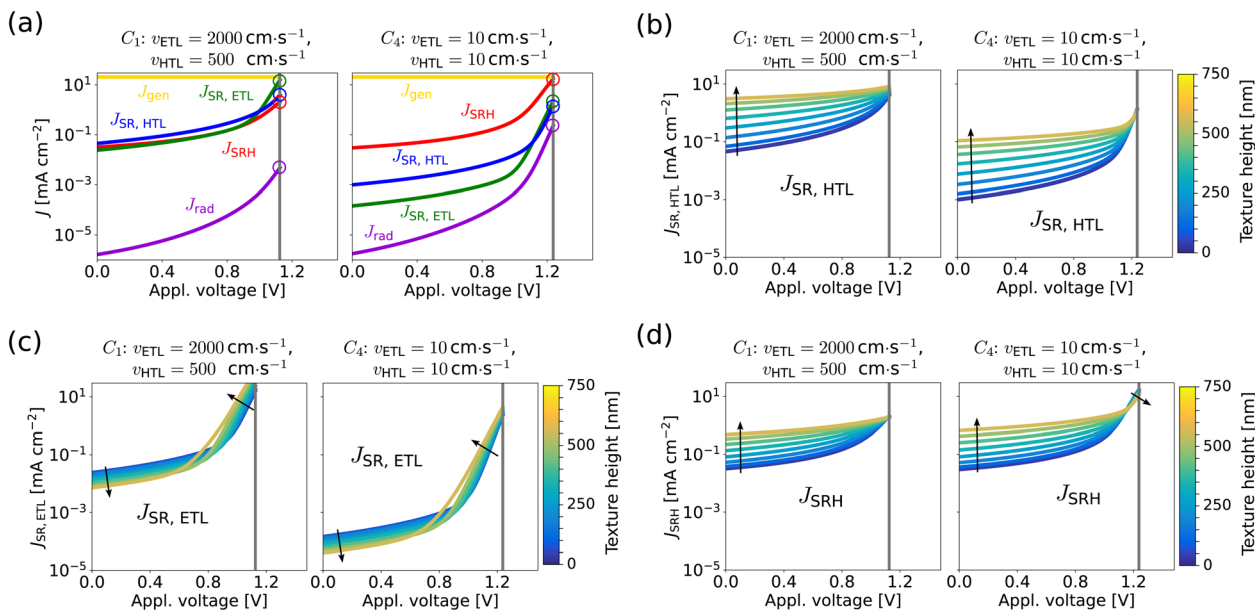 (a)
C₁: v_ETL = 2000 cm·s⁻¹,
v_HTL = 500 cm·s⁻¹
C₄: v_ETL = 10 cm·s⁻¹,
v_HTL = 10 cm·s⁻¹
J [mA cm⁻²]
10¹
10⁻¹
10⁻³
10⁻⁵
J_gen
J_SR, ETL
J_SR, HTL
J_SRH
J_rad
0.0 0.4 0.8 1.2
Appl. voltage [V]
J_gen
J_SRH
J_SR, HTL
J_SR, ETL
J_rad
0.0 0.4 0.8 1.2
Appl. voltage [V]
(b)
C₁: v_ETL = 2000 cm·s⁻¹,
v_HTL = 500 cm·s⁻¹
C₄: v_ETL = 10 cm·s⁻¹,
v_HTL = 10 cm·s⁻¹
J_SR, HTL [mA cm⁻²]
10¹
10⁻¹
10⁻³
10⁻⁵
J_SR, HTL
0.0 0.4 0.8 1.2
Appl. voltage [V]
J_SR, HTL
0.0 0.4 0.8 1.2
Appl. voltage [V]
750
500
250
0
Texture height [nm]
(c)
C₁: v_ETL = 2000 cm·s⁻¹,
v_HTL = 500 cm·s⁻¹
C₄: v_ETL = 10 cm·s⁻¹,
v_HTL = 10 cm·s⁻¹
J_SR, ETL [mA cm⁻²]
10¹
10⁻¹
10⁻³
10⁻⁵
J_SR, ETL
0.0 0.4 0.8 1.2
Appl. voltage [V]
J_SR, ETL
0.0 0.4 0.8 1.2
Appl. voltage [V]
750
500
250
0
Texture height [nm]
(d)
C₁: v_ETL = 2000 cm·s⁻¹,
v_HTL = 500 cm·s⁻¹
C₄: v_ETL = 10 cm·s⁻¹,
v_HTL = 10 cm·s⁻¹
J_SRH [mA cm⁻²]
10¹
10⁻¹
10⁻³
10⁻⁵
J_SRH
0.0 0.4 0.8 1.2
Appl. voltage [V]
J_SRH
0.0 0.4 0.8 1.2
Appl. voltage [V]
750
500
250
0
Texture height [nm]